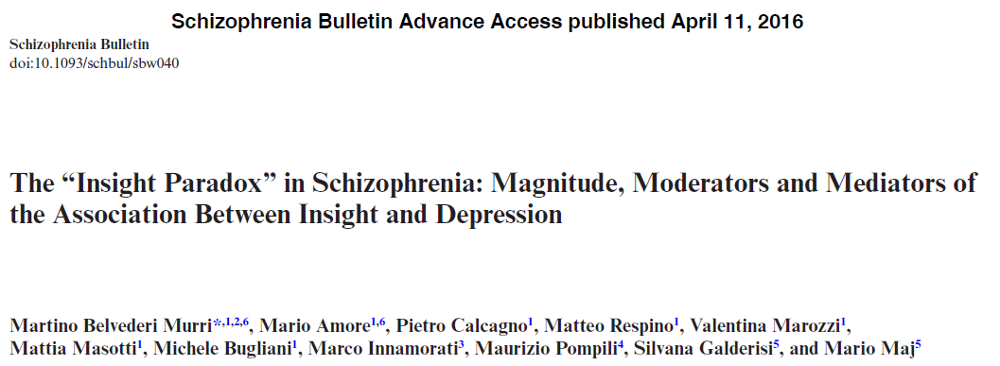 Schizophrenia Bulletin Advance Access published April 11, 2016
Schizophrenia Bulletin
doi:10.1093/schbul/sbw040
The “Insight Paradox” in Schizophrenia: Magnitude, Moderators and Mediators of
the Association Between Insight and Depression
Martino Belvederi Murri*,1,2,6, Mario Amore1,6, Pietro Calcagno1, Matteo Respino1, Valentina Marozzi1,
Mattia Masotti1, Michele Bugliani1, Marco Innamorati3, Maurizio Pompili4, Silvana Galderisi5, and Mario Maj5